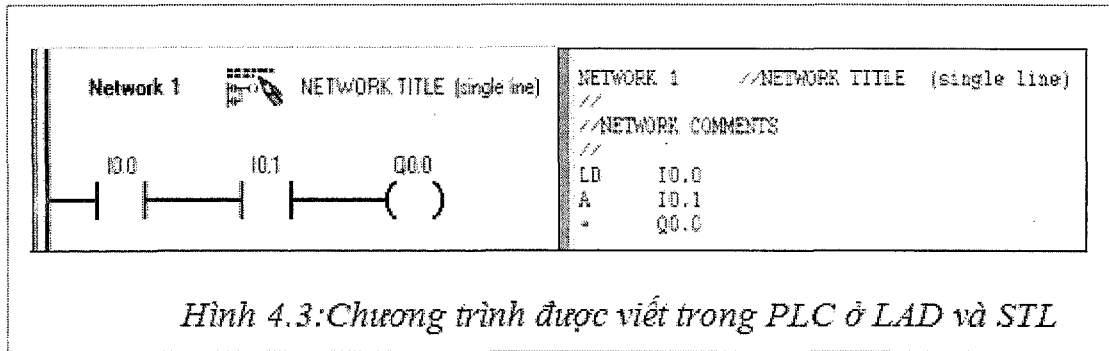 Network 1 NETWORK TITLE (single line)
I0.0 I0.1 Q0.0
NETWORK 1 //NETWORK TITLE (single line)
//
//NETWORK COMMENTS
//
LD I0.0
A I0.1
= Q0.0
Hình 4.3:Chương trình được viết trong PLC ở LAD và STL